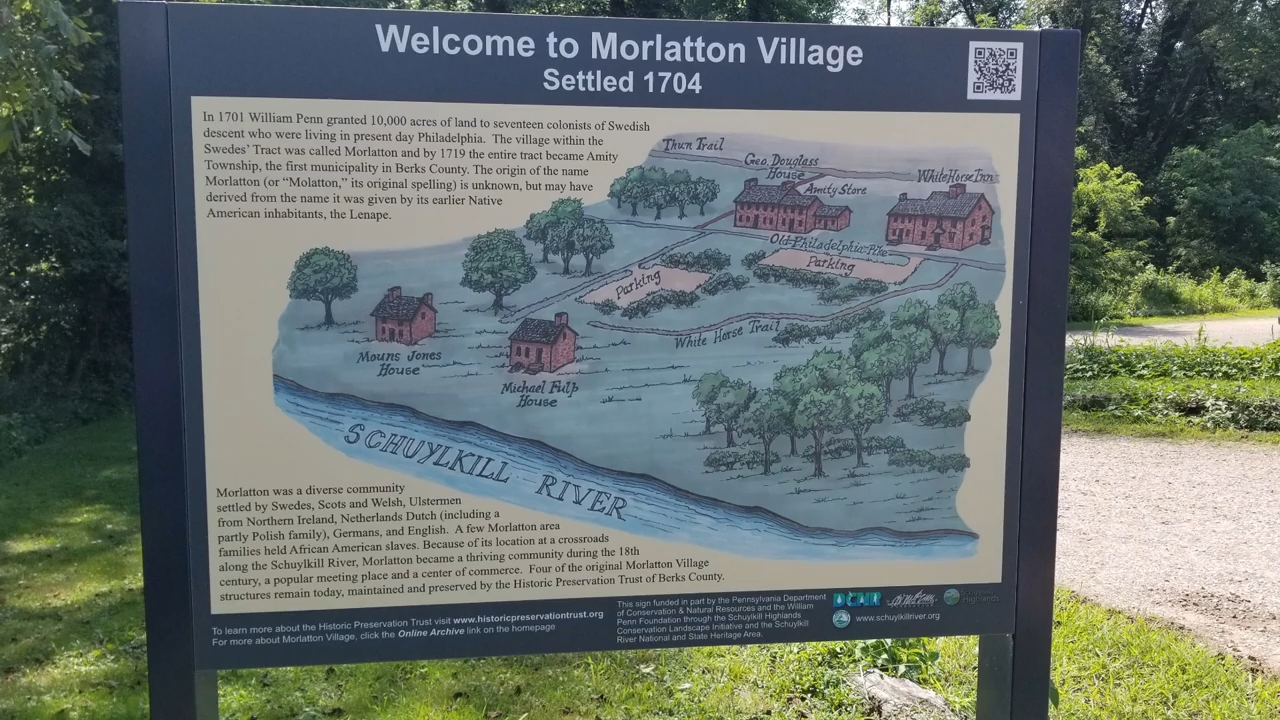 Welcome to Morlatton Village
Settled 1704
In 1701 William Penn granted 10,000 acres of land to seventeen colonists of Swedish
descent who were living in present day Philadelphia. The village within the
Swedes' Tract was called Morlatton and by 1719 the entire tract became Amity
Township, the first municipality in Berks County. The origin of the name
Morlatton (or "Molatton," its original spelling) is unknown, but may have
derived from the name it was given by its earlier Native
American inhabitants, the Lenape.
Thun Trail
Geo. Douglass
House
Amity Store
White Horse Inn
Old Philadelphia Pike
Parking
Parking
White Horse Trail
Mouns Jones
House
Michael Fulp
House
SCHUYLKILL RIVER
Morlatton was a diverse community
settled by Swedes, Scots and Welsh, Ulstermen
from Northern Ireland, Netherlands Dutch (including a
partly Polish family), Germans, and English. A few Morlatton area
families held African American slaves. Because of its location at a crossroads
along the Schuylkill River, Morlatton became a thriving community during the 18th
century, a popular meeting place and a center of commerce. Four of the original Morlatton Village
structures remain today, maintained and preserved by the Historic Preservation Trust of Berks County.
To learn more about the Historic Preservation Trust visit www.historicpreservationtrust.org
For more about Morlatton Village, click the Online Archive link on the homepage
This sign funded in part by the Pennsylvania Department
of Conservation & Natural Resources and the William
Penn Foundation through the Schuylkill Highlands
Conservation Landscape Initiative and the Schuylkill
River National and State Heritage Area.
DCNR
Highlands
www.schuylkillriver.org